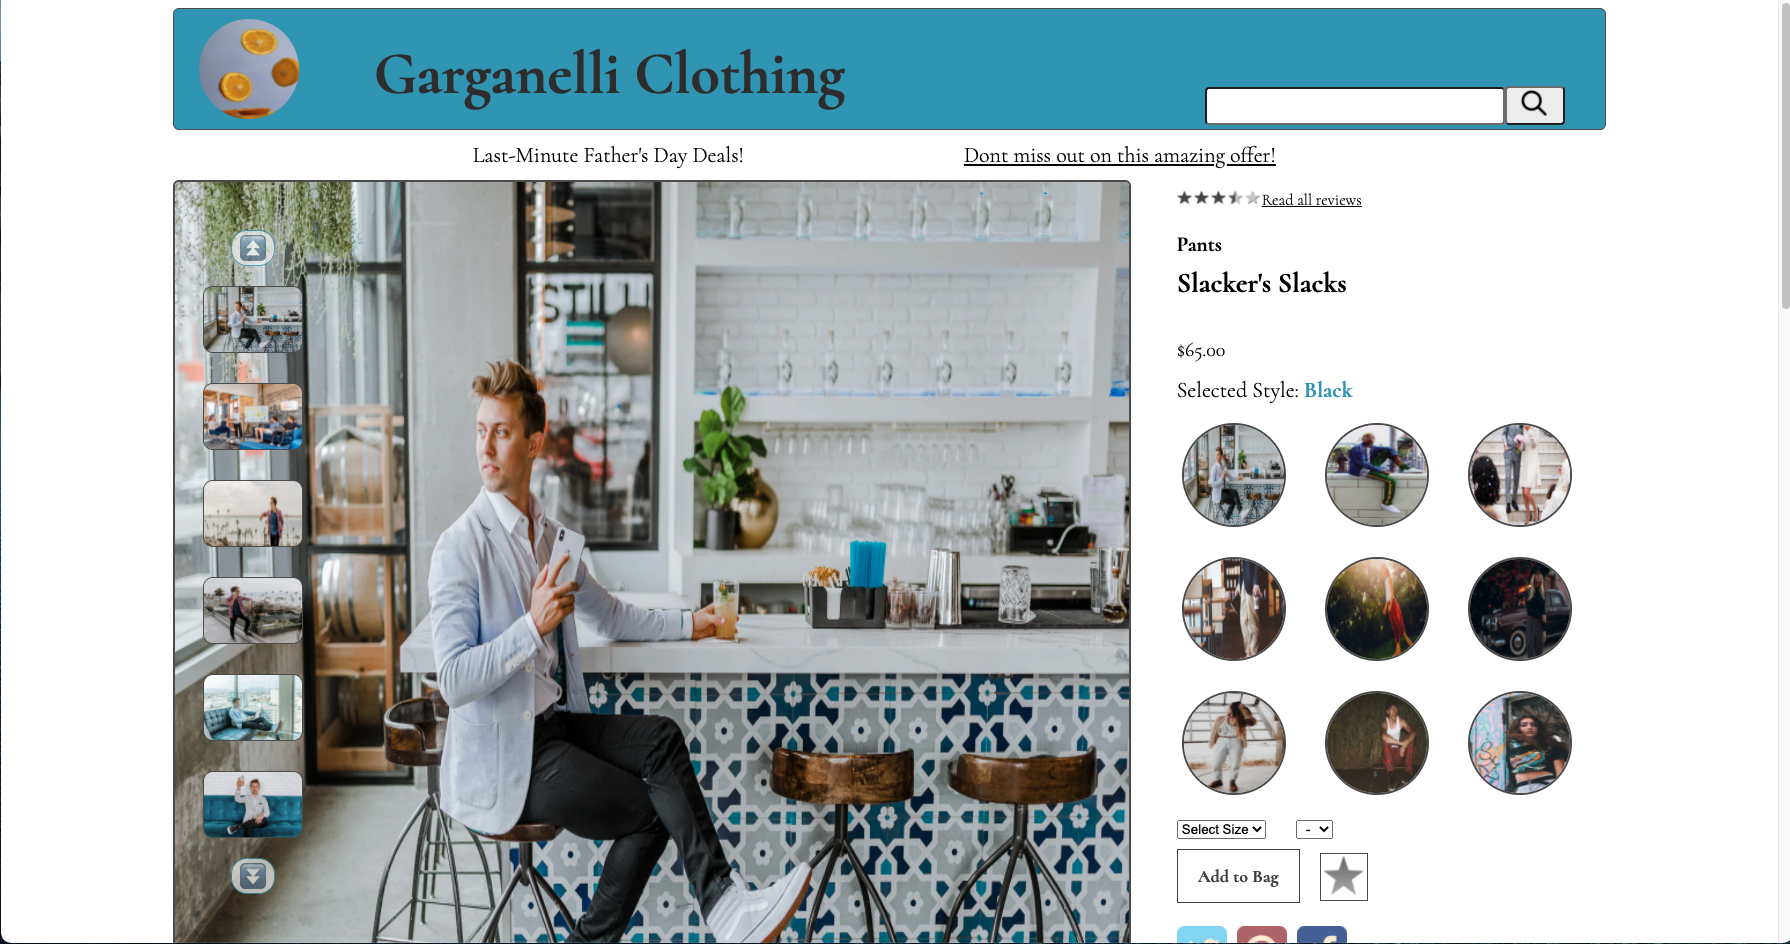 Garganelli Clothing
Last-Minute Father's Day Deals!
Dont miss out on this amazing offer!
Read all reviews
Pants
Slacker's Slacks
$65.00
Selected Style: Black
STILL
Select Size
-
Add to Bag